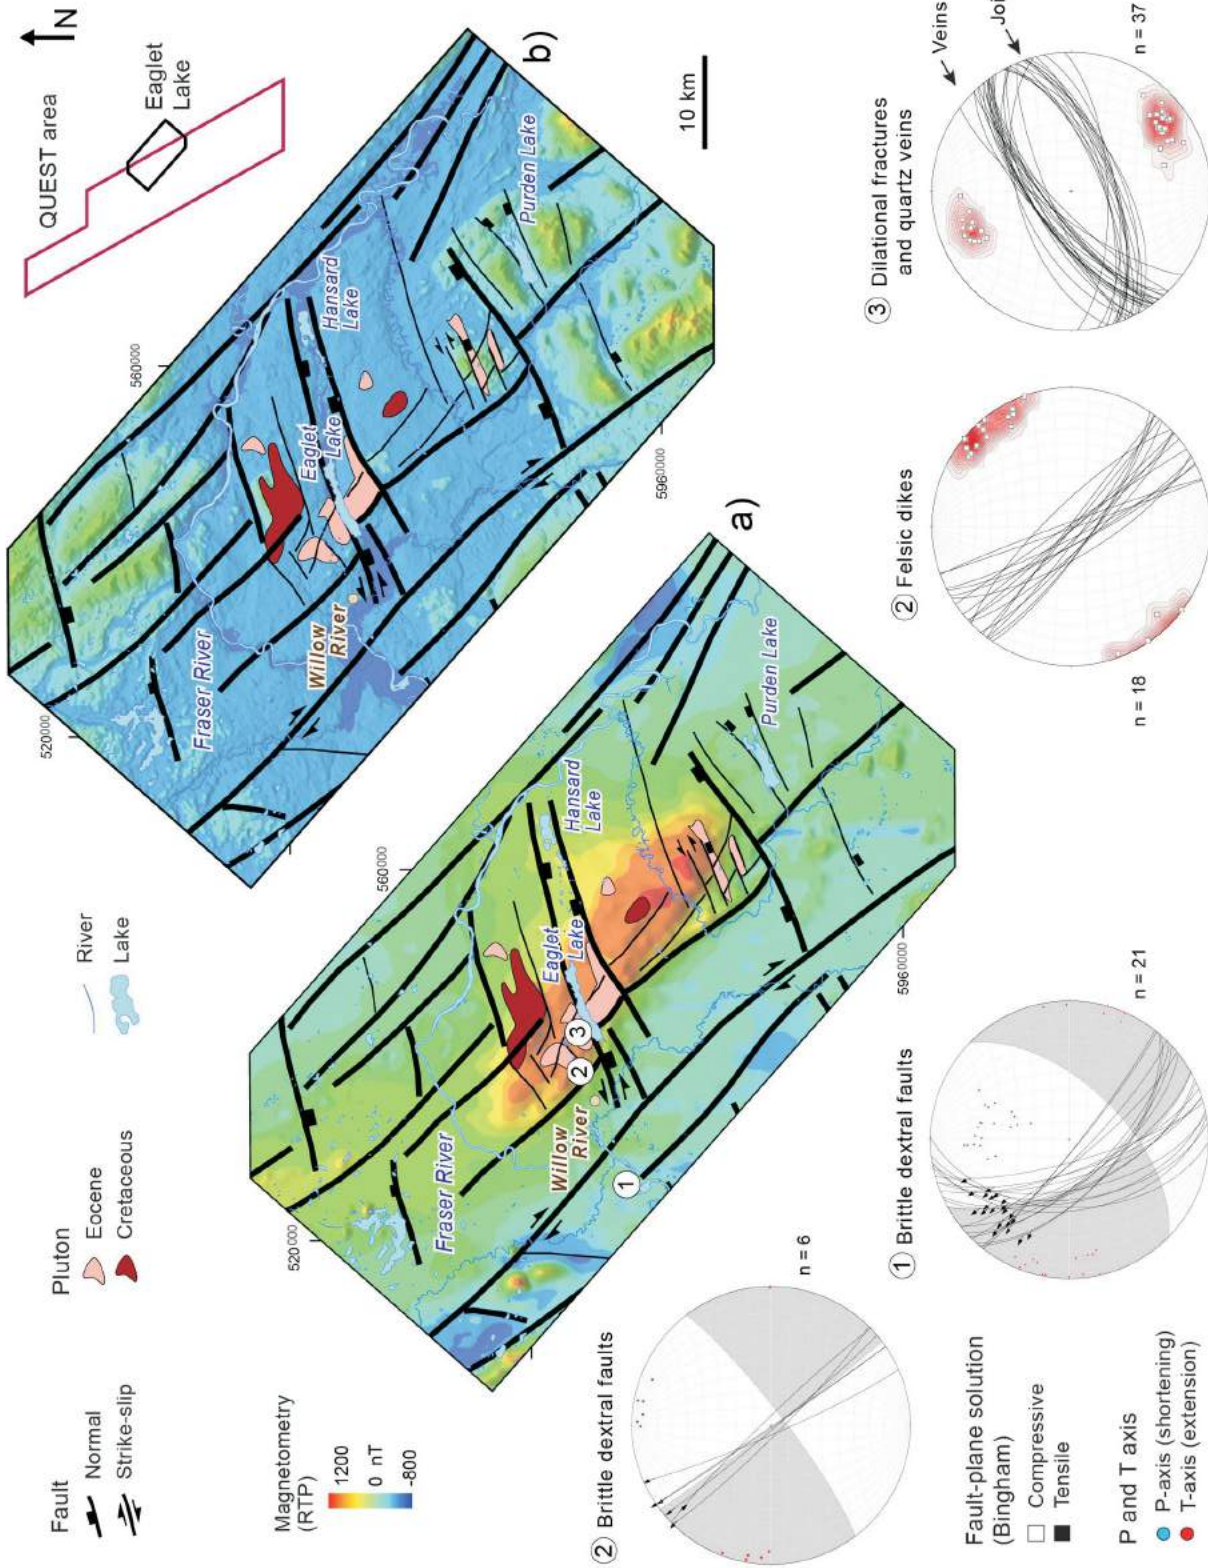 Fault
Normal
Strike-slip
Pluton
Eocene
Cretaceous
River
Lake
Magnetometry
(RTP)
1200
0 nT
-800
QUEST area
Eaglet
Lake
N
520000
560000
5960000
Fraser River
Willow
River
Eaglet
Lake
Hansard
Lake
Purden Lake
b)
10 km
520000
560000
5960000
Fraser River
Willow
River
Eaglet
Lake
Hansard
Lake
Purden Lake
1
2
3
a)
2 Brittle dextral faults
n = 6
1 Brittle dextral faults
n = 21
2 Felsic dikes
n = 18
3 Dilational fractures
and quartz veins
Veins
Joi
n = 37
Fault-plane solution
(Bingham)
Compressive
Tensile
P and T axis
P-axis (shortening)
T-axis (extension)